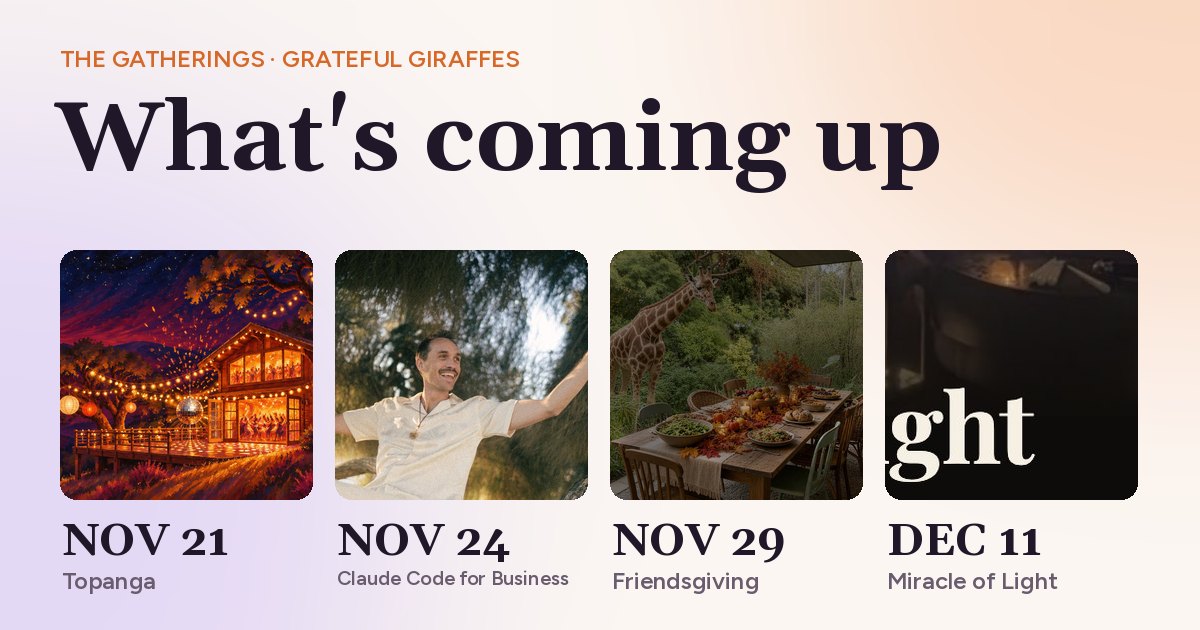 THE GATHERINGS · GRATEFUL GIRAFFES
What's coming up
ght
NOV 21
Topanga
NOV 24
Claude Code for Business
NOV 29
Friendsgiving
DEC 11
Miracle of Light